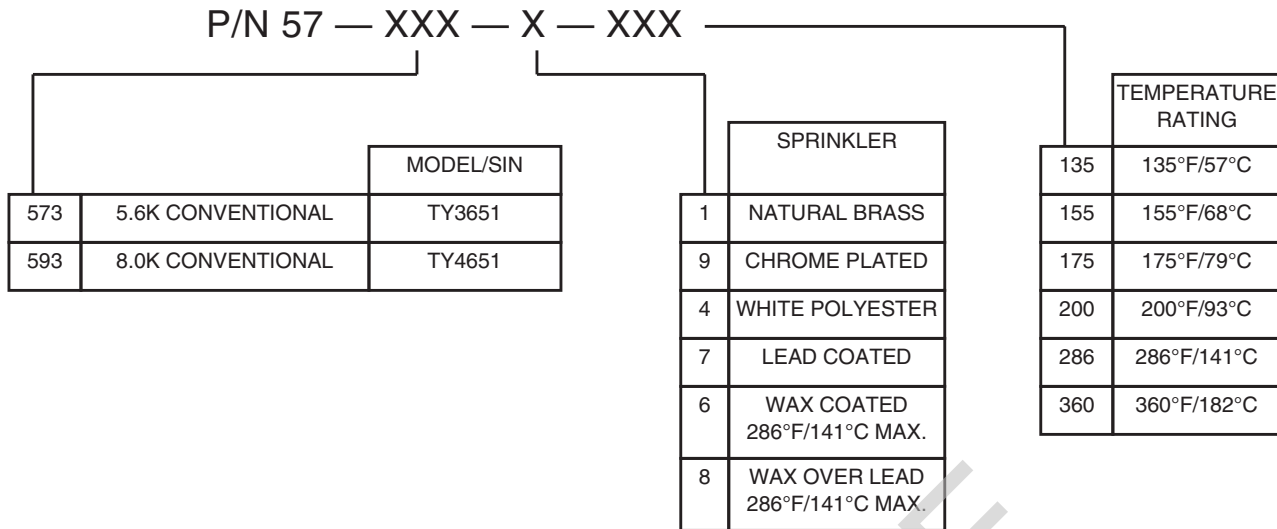 P/N 57 — XXX — X — XXX
MODEL/SIN
573 5.6K CONVENTIONAL TY3651
593 8.0K CONVENTIONAL TY4651
SPRINKLER
1 NATURAL BRASS
9 CHROME PLATED
4 WHITE POLYESTER
7 LEAD COATED
6 WAX COATED
286°F/141°C MAX.
8 WAX OVER LEAD
286°F/141°C MAX.
TEMPERATURE
RATING
135 135°F/57°C
155 155°F/68°C
175 175°F/79°C
200 200°F/93°C
286 286°F/141°C
360 360°F/182°C